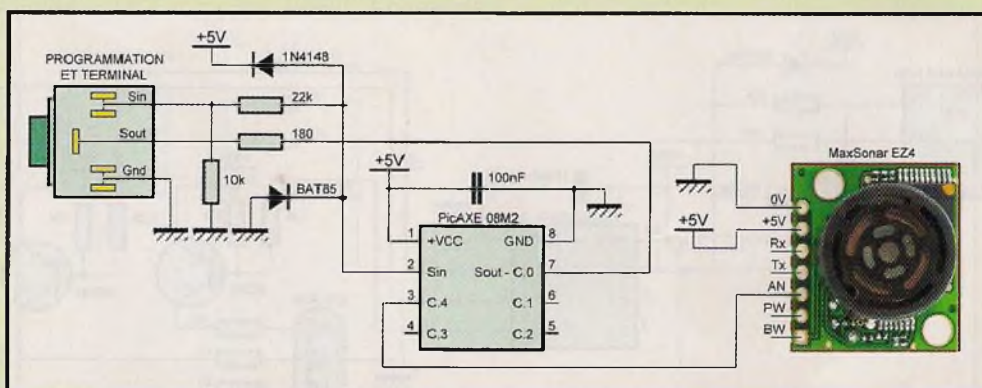 PROGRAMMATION
ET TERMINAL
Sin
Sout
Gnd
+5V
1N4148
22k
180
10k
BAT85
+5V
100nF
PicAXE 08M2
1 +VCC GND 8
2 Sin Sout - C.0 7
3 C.4 C.1 6
4 C.3 C.2 5
MaxSonar EZ4
0V
+5V
+5V
Rx
Tx
AN
PW
BW